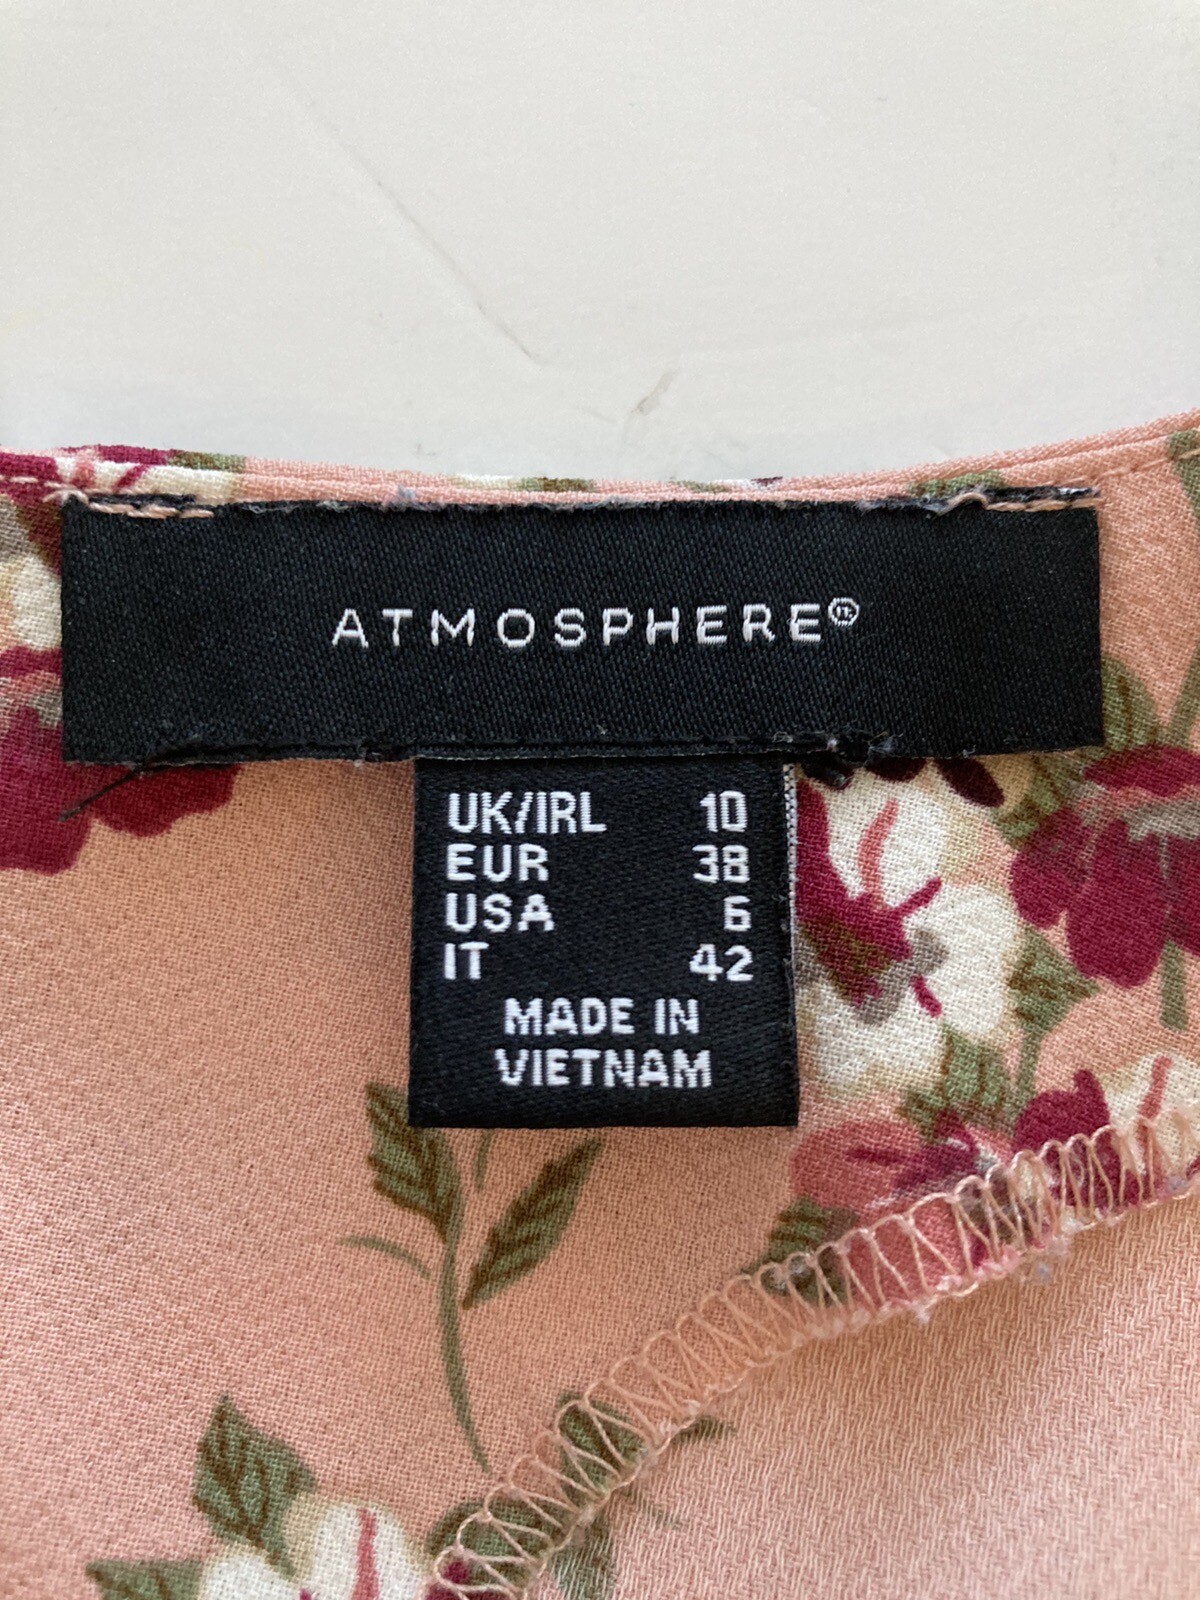 ATMOSPHERE
UK/IRL 10
EUR 38
USA 6
IT 42
MADE IN
VIETNAM